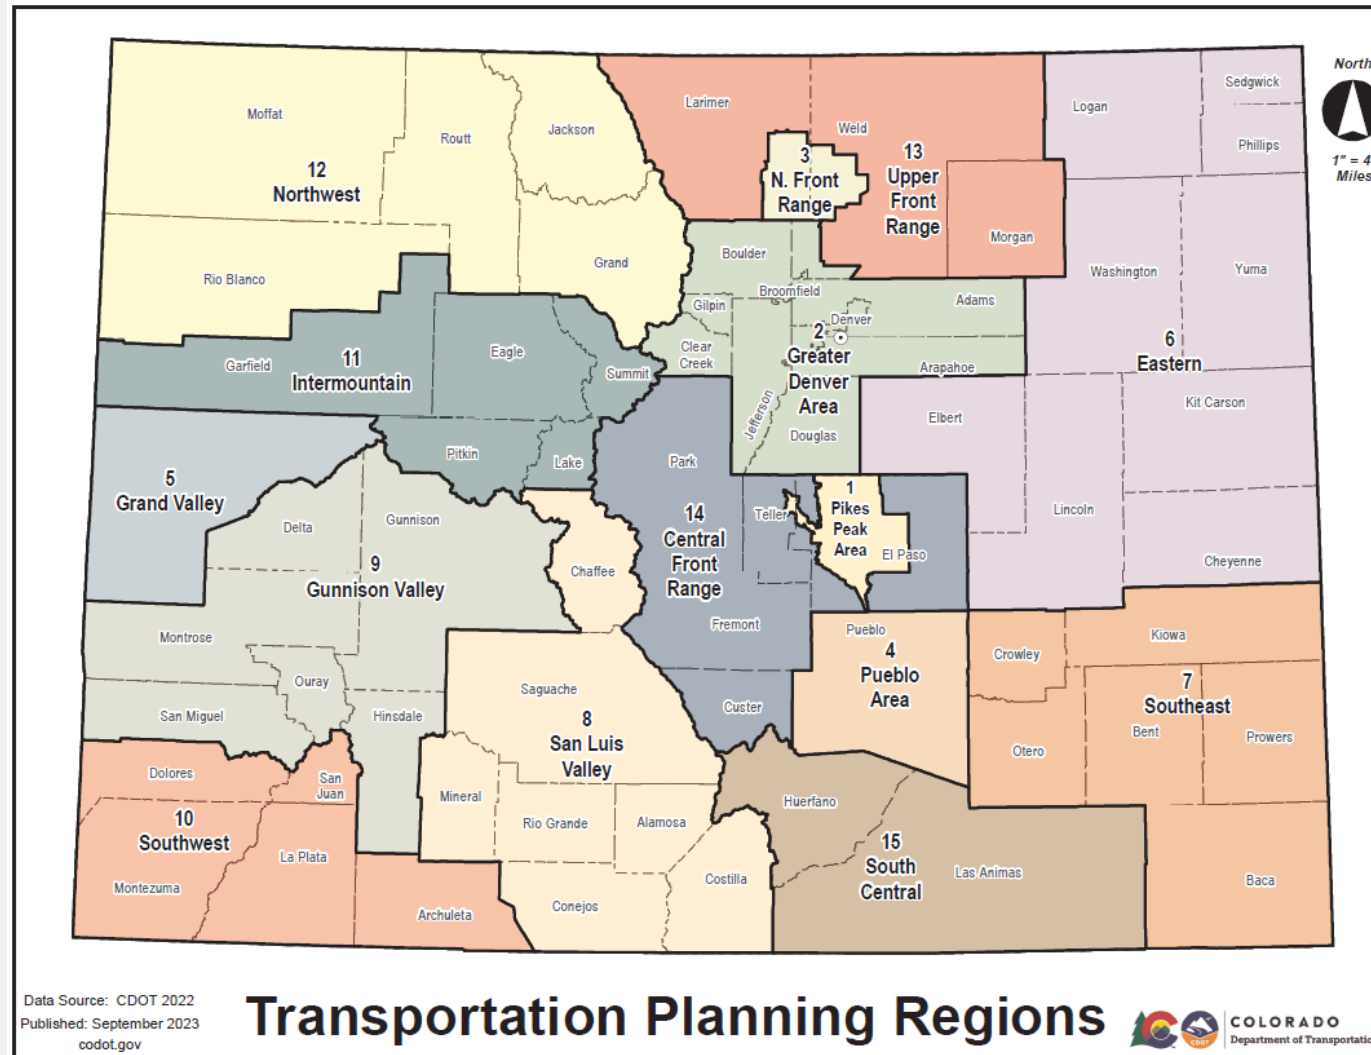 North
1" = 4
Miles
Moffat
Routt
Jackson
Larimer
Weld
Logan
Sedgwick
Phillips
12
Northwest
3
N. Front
Range
13
Upper
Front
Range
Morgan
Washington
Yuma
Rio Blanco
Grand
Boulder
Broomfield
Gilpin
Adams
Denver
Clear
Creek
2
Greater
Denver
Area
Arapahoe
6
Eastern
Garfield
11
Intermountain
Eagle
Summit
Jefferson
Douglas
Elbert
Kit Carson
Pitkin
Lake
Park
5
Grand Valley
Delta
Gunnison
9
Gunnison Valley
Chaffee
14
Central
Front
Range
Teller
1
Pikes
Peak
Area
El Paso
Lincoln
Cheyenne
Montrose
Ouray
San Miguel
Hinsdale
Saguache
Fremont
Custer
Pueblo
4
Pueblo
Area
Crowley
Kiowa
7
Southeast
Otero
Bent
Prowers
8
San Luis
Valley
Dolores
San
Juan
10
Southwest
Mineral
Rio Grande
Alamosa
Huerfano
La Plata
Montezuma
Archuleta
Conejos
Costilla
15
South
Central
Las Animas
Baca
Data Source: CDOT 2022
Published: September 2023
codot.gov
Transportation Planning Regions
CDOT
COLORADO
Department of Transportatio